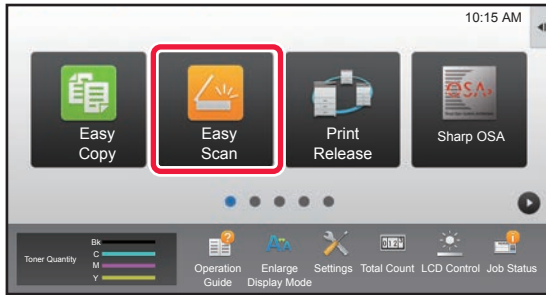 10:15 AM
Easy
Copy
Easy
Scan
Print
Release
Sharp OSA
Toner Quantity
Bk
C
M
Y
Operation
Guide
Enlarge
Display Mode
Settings
Total Count
LCD Control
Job Status